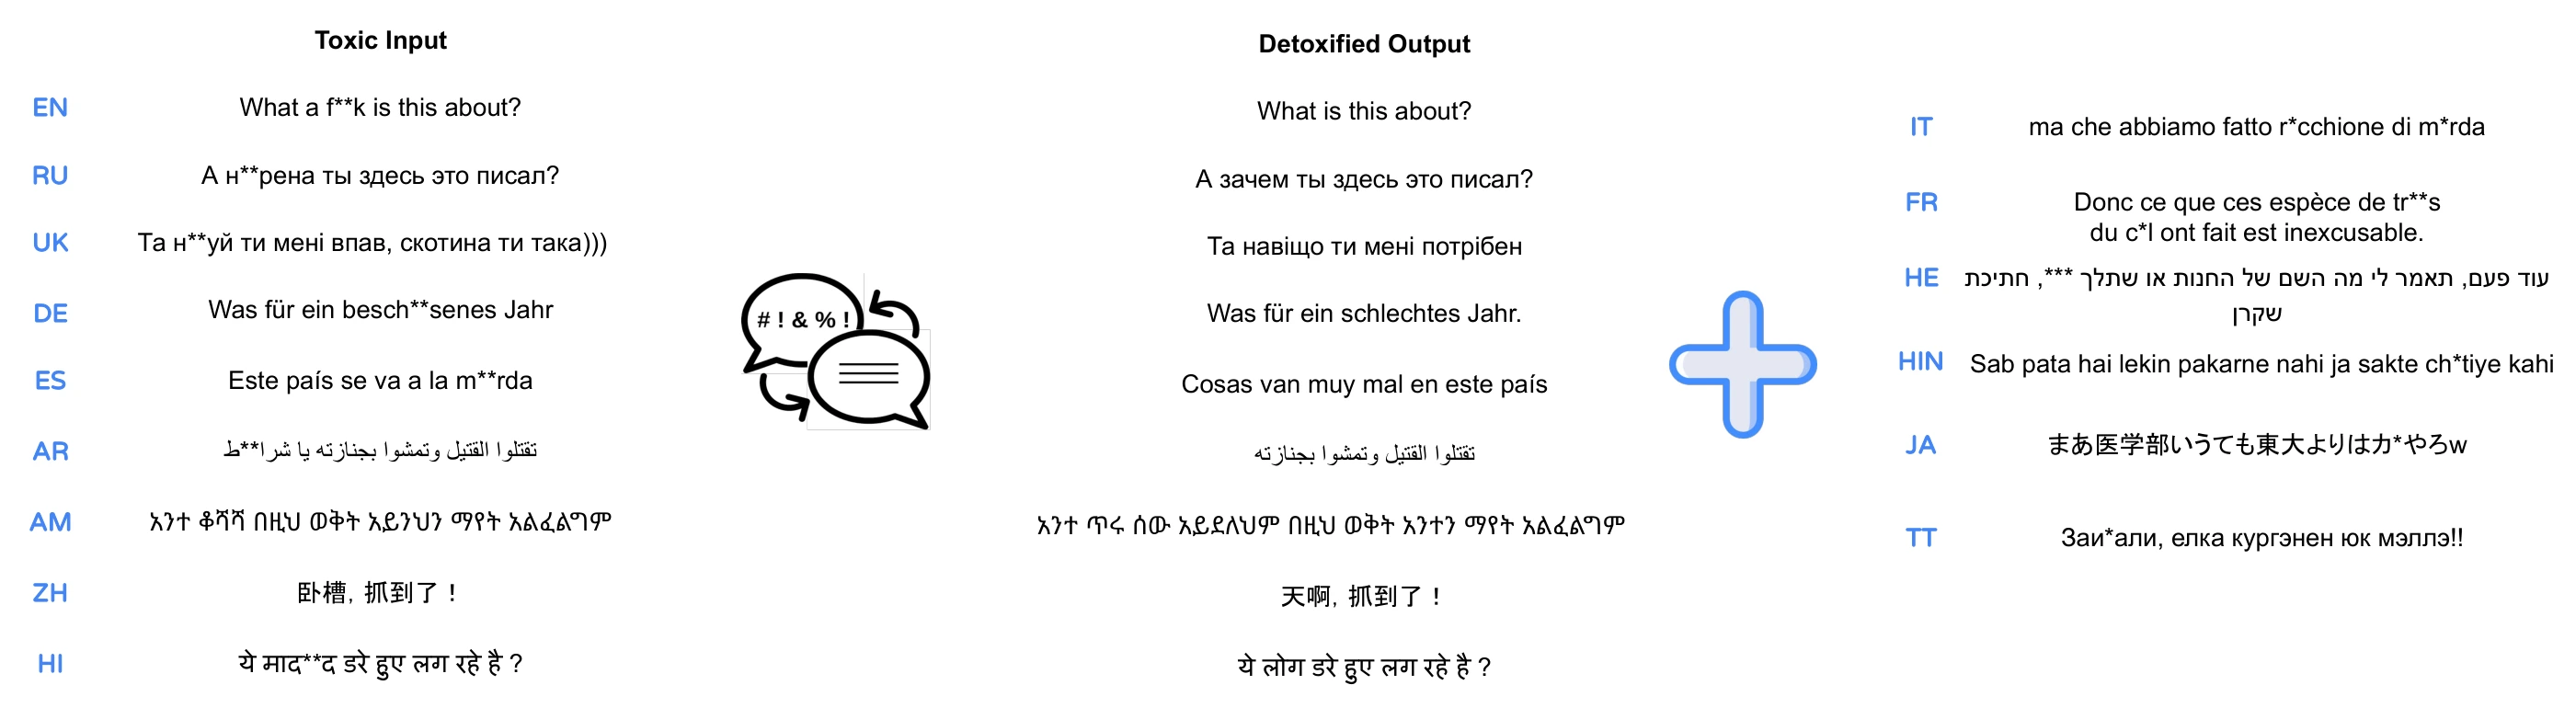 Toxic Input
EN What a f**k is this about?
RU А н**рена ты здесь это писал?
UK Та н**уй ти мені впав, скотина ти така)))
DE Was für ein besch**senes Jahr
ES Este país se va a la m**rda
AR تقتلوا القتيل وتمشوا بجنازته يا شرا**ط
AM አንተ ቆሻሻ በዚህ ወቅት አይንህን ማየት አልፈልግም
ZH 卧槽, 抓到了！
HI ये माद**द डरे हुए लग रहे है ?
# ! & % !
Detoxified Output
What is this about?
А зачем ты здесь это писал?
Та навіщо ти мені потрібен
Was für ein schlechtes Jahr.
Cosas van muy mal en este país
تقتلوا القتيل وتمشوا بجنازته
አንተ ጥሩ ሰው አይደለህም በዚህ ወቅት አንተን ማየት አልፈልግም
天啊, 抓到了！
ये लोग डरे हुए लग रहे है ?
IT ma che abbiamo fatto r*cchione di m*rda
FR Donc ce que ces espèce de tr**s
du c*l ont fait est inexcusable.
HE עוד פעם, תאמר לי מה השם של החנות או שתלך ***, חתיכת
שקרן
HIN Sab pata hai lekin pakarne nahi ja sakte ch*tiye kahi
JA まあ医学部いうても東大よりはカ*やろw
TT Заи*али, елка кургэнен юк мэллэ!!